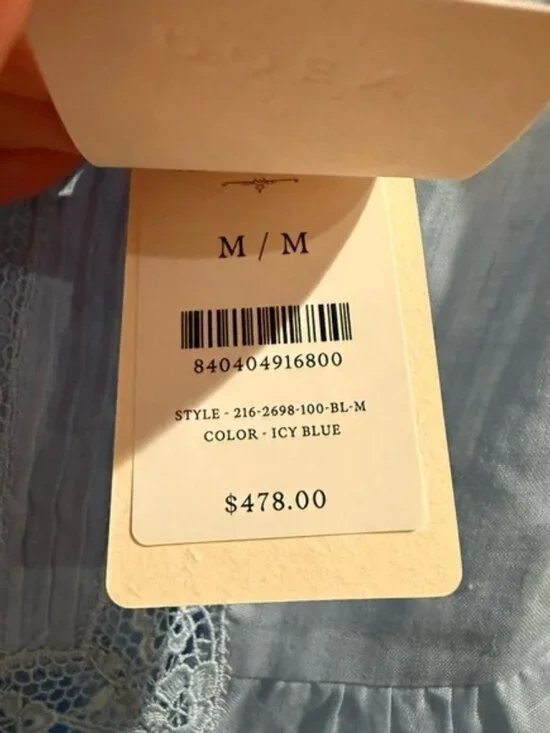 M / M
840404916800
STYLE - 216-2698-100-BL-M
COLOR - ICY BLUE
$478.00